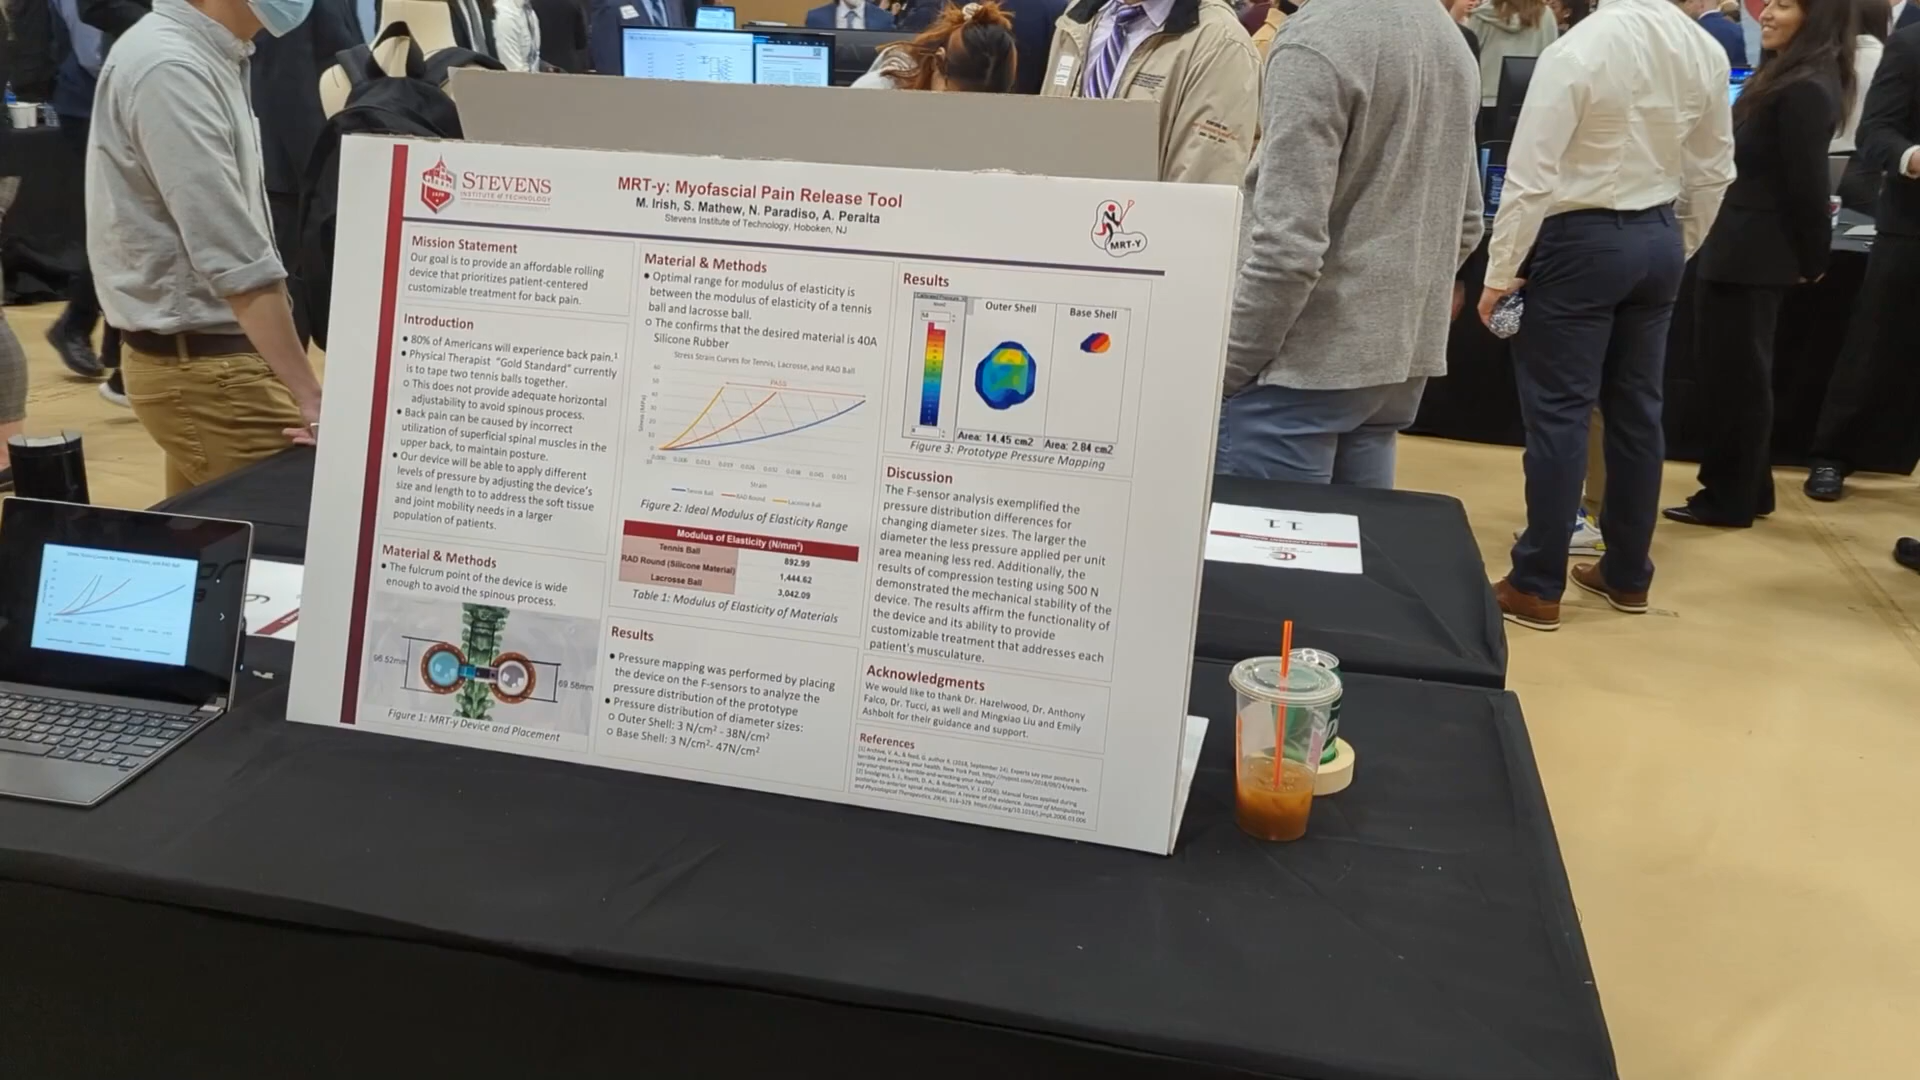 STEVENS
INSTITUTE of TECHNOLOGY
MRT-y: Myofascial Pain Release Tool
M. Irish, S. Mathew, N. Paradiso, A. Peralta
Stevens Institute of Technology, Hoboken, NJ
MRT-Y
Mission Statement
Our goal is to provide an affordable rolling
device that prioritizes patient-centered
customizable treatment for back pain.
Introduction
• 80% of Americans will experience back pain.¹
• Physical Therapist “Gold Standard” currently
is to tape two tennis balls together.
o This does not provide adequate horizontal
adjustability to avoid spinous process.
• Back pain can be caused by incorrect
utilization of superficial spinal muscles in the
upper back, to maintain posture.
• Our device will be able to apply different
levels of pressure by adjusting the device's
size and length to to address the soft tissue
and joint mobility needs in a larger
population of patients.
Material & Methods
• The fulcrum point of the device is wide
enough to avoid the spinous process.
Figure 1: MRT-y Device and Placement
Material & Methods
• Optimal range for modulus of elasticity is
between the modulus of elasticity of a tennis
ball and lacrosse ball.
o The confirms that the desired material is 40A
Silicone Rubber
Stress Strain Curves for Tennis, Lacrosse, and RAD Ball
PASS
Stress (MPa)
Strain
Tennis Ball RAD Round Lacrosse Ball
Figure 2: Ideal Modulus of Elasticity Range
Modulus of Elasticity (N/mm²)
Tennis Ball 892.99
RAD Round (Silicone Material) 1,444.62
Lacrosse Ball 3,042.09
Table 1: Modulus of Elasticity of Materials
Results
• Pressure mapping was performed by placing
the device on the F-sensors to analyze the
pressure distribution of the prototype
• Pressure distribution of diameter sizes:
o Outer Shell: 3 N/cm² - 38N/cm²
o Base Shell: 3 N/cm²- 47N/cm²
Results
Outer Shell
Base Shell
Area: 14.45 cm2
Area: 2.84 cm2
Figure 3: Prototype Pressure Mapping
Discussion
The F-sensor analysis exemplified the
pressure distribution differences for
changing diameter sizes. The larger the
diameter the less pressure applied per unit
area meaning less red. Additionally, the
results of compression testing using 500 N
demonstrated the mechanical stability of the
device. The results affirm the functionality of
the device and its ability to provide
customizable treatment that addresses each
patient's musculature.
Acknowledgments
We would like to thank Dr. Hazelwood, Dr. Anthony
Falco, Dr. Tucci, as well and Mingxiao Liu and Emily
Ashbolt for their guidance and support.
References
11